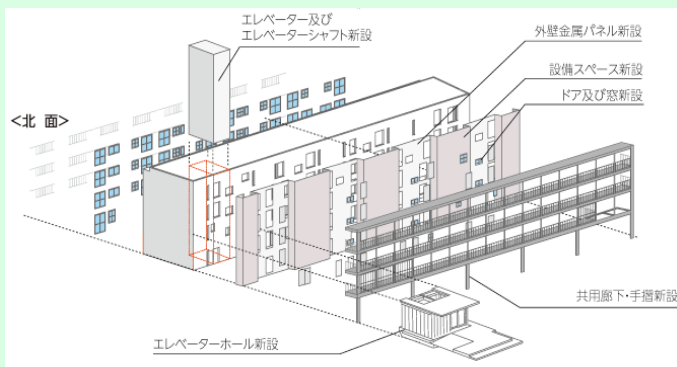 エレベーター及び
エレベーターシャフト新設
外壁金属パネル新設
設備スペース新設
ドア及び窓新設
<北 面>
共用廊下・手摺新設
エレベーターホール新設